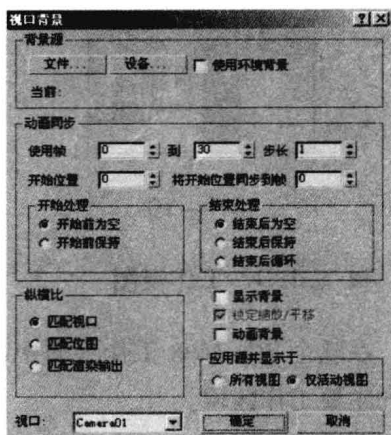 视口背景
背景源
文件... 设备... 使用环境背景
当前:
动画同步
使用帧 0 到 30 步长 1
开始位置 0 将开始位置同步到帧 0
开始处理
开始前为空
开始前保持
结束处理
结束后为空
结束后保持
结束后循环
纵横比
匹配视口
匹配位图
匹配渲染输出
显示背景
锁定缩放/平移
动画背景
应用源并显示于
所有视图 仅活动视图
视口: Camera01 确定 取消